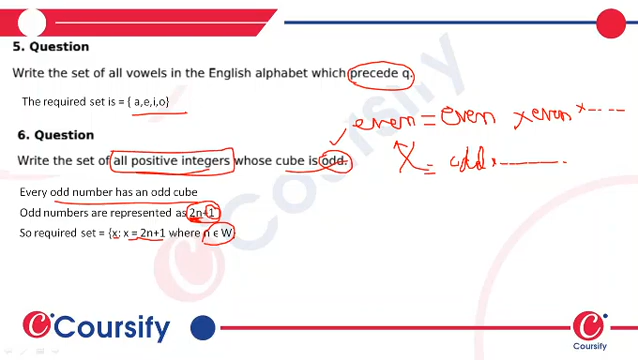 5. Question
Write the set of all vowels in the English alphabet which precede q.
The required set is = { a,e,i,o}
even = even x even x ----
6. Question
Write the set of all positive integers whose cube is odd.
X = odd x
Every odd number has an odd cube
Odd numbers are represented as 2n+1
So required set = {x: x = 2n+1 where n ϵ W}
Coursify
Coursify
Coursify